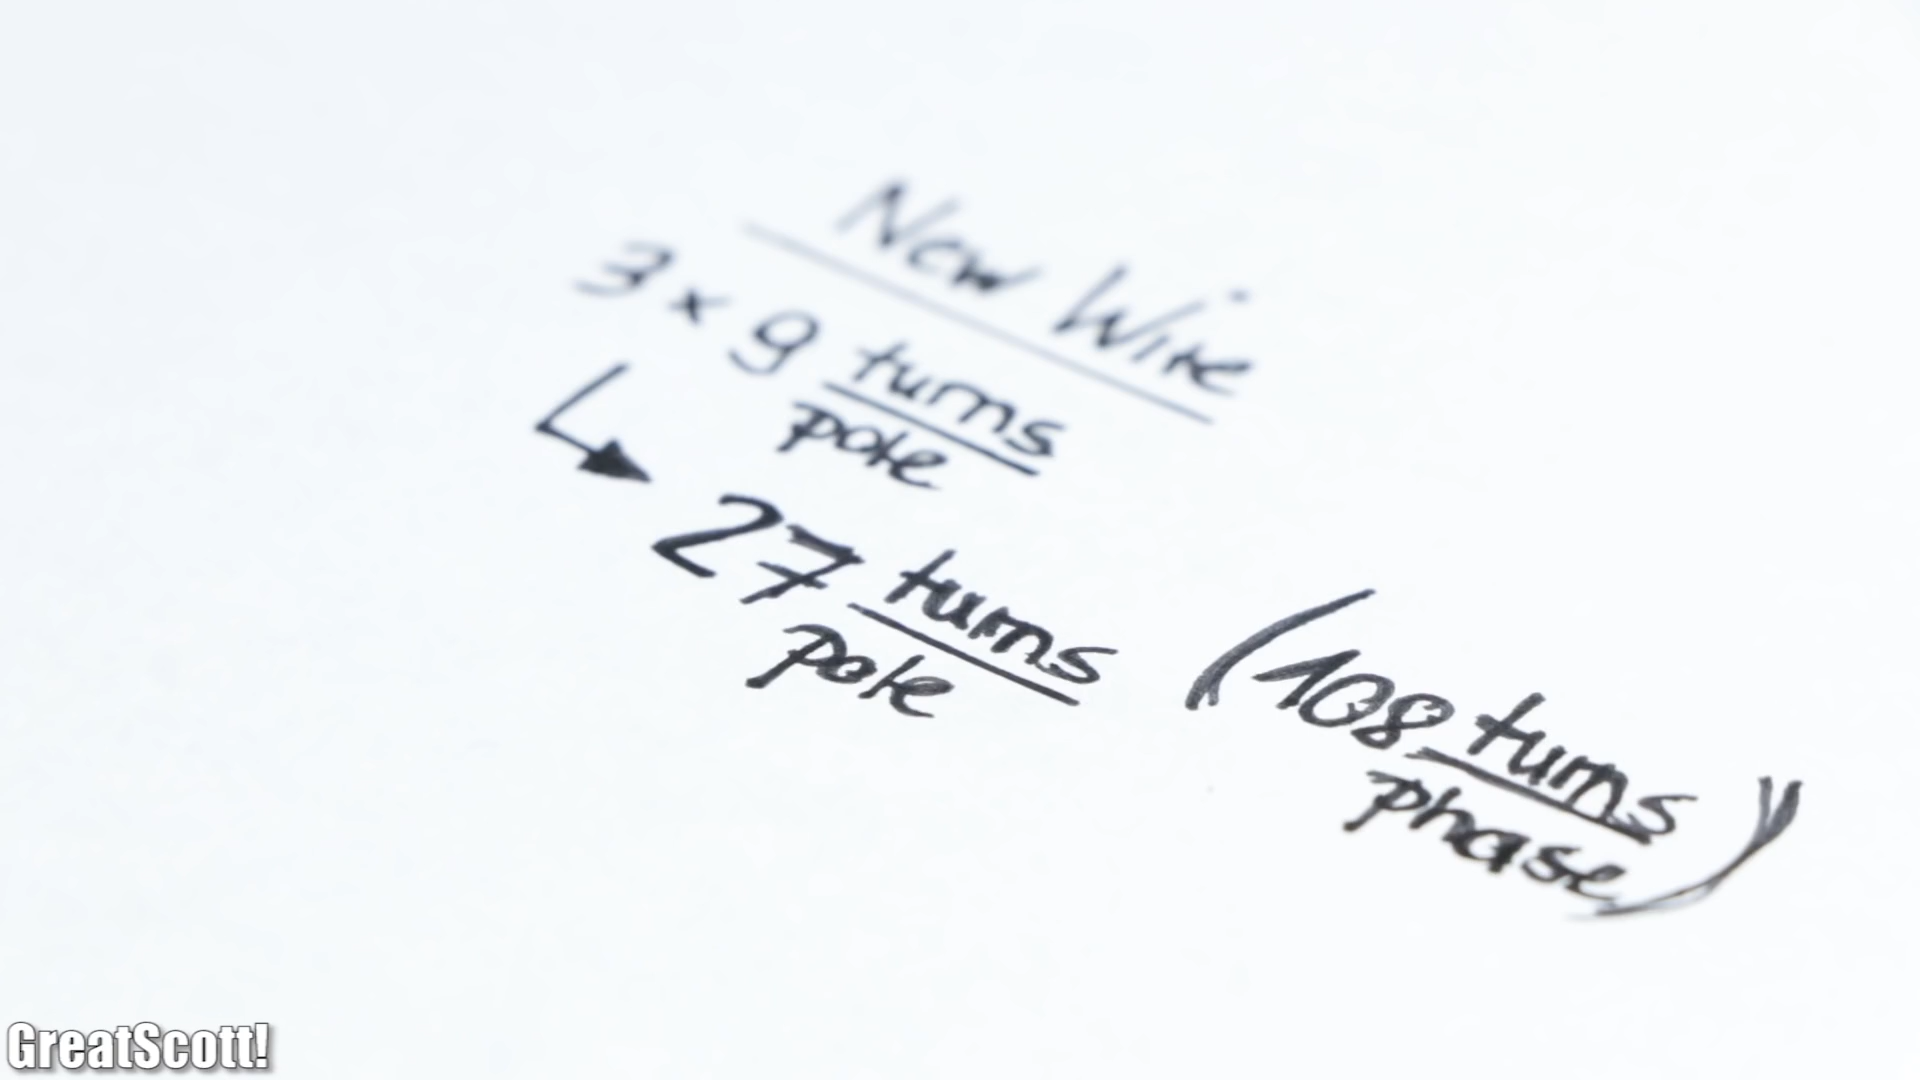 New Wire
3 x 9 turns
pole
27 turns
pole
(108 turns
phase)
GreatScott!